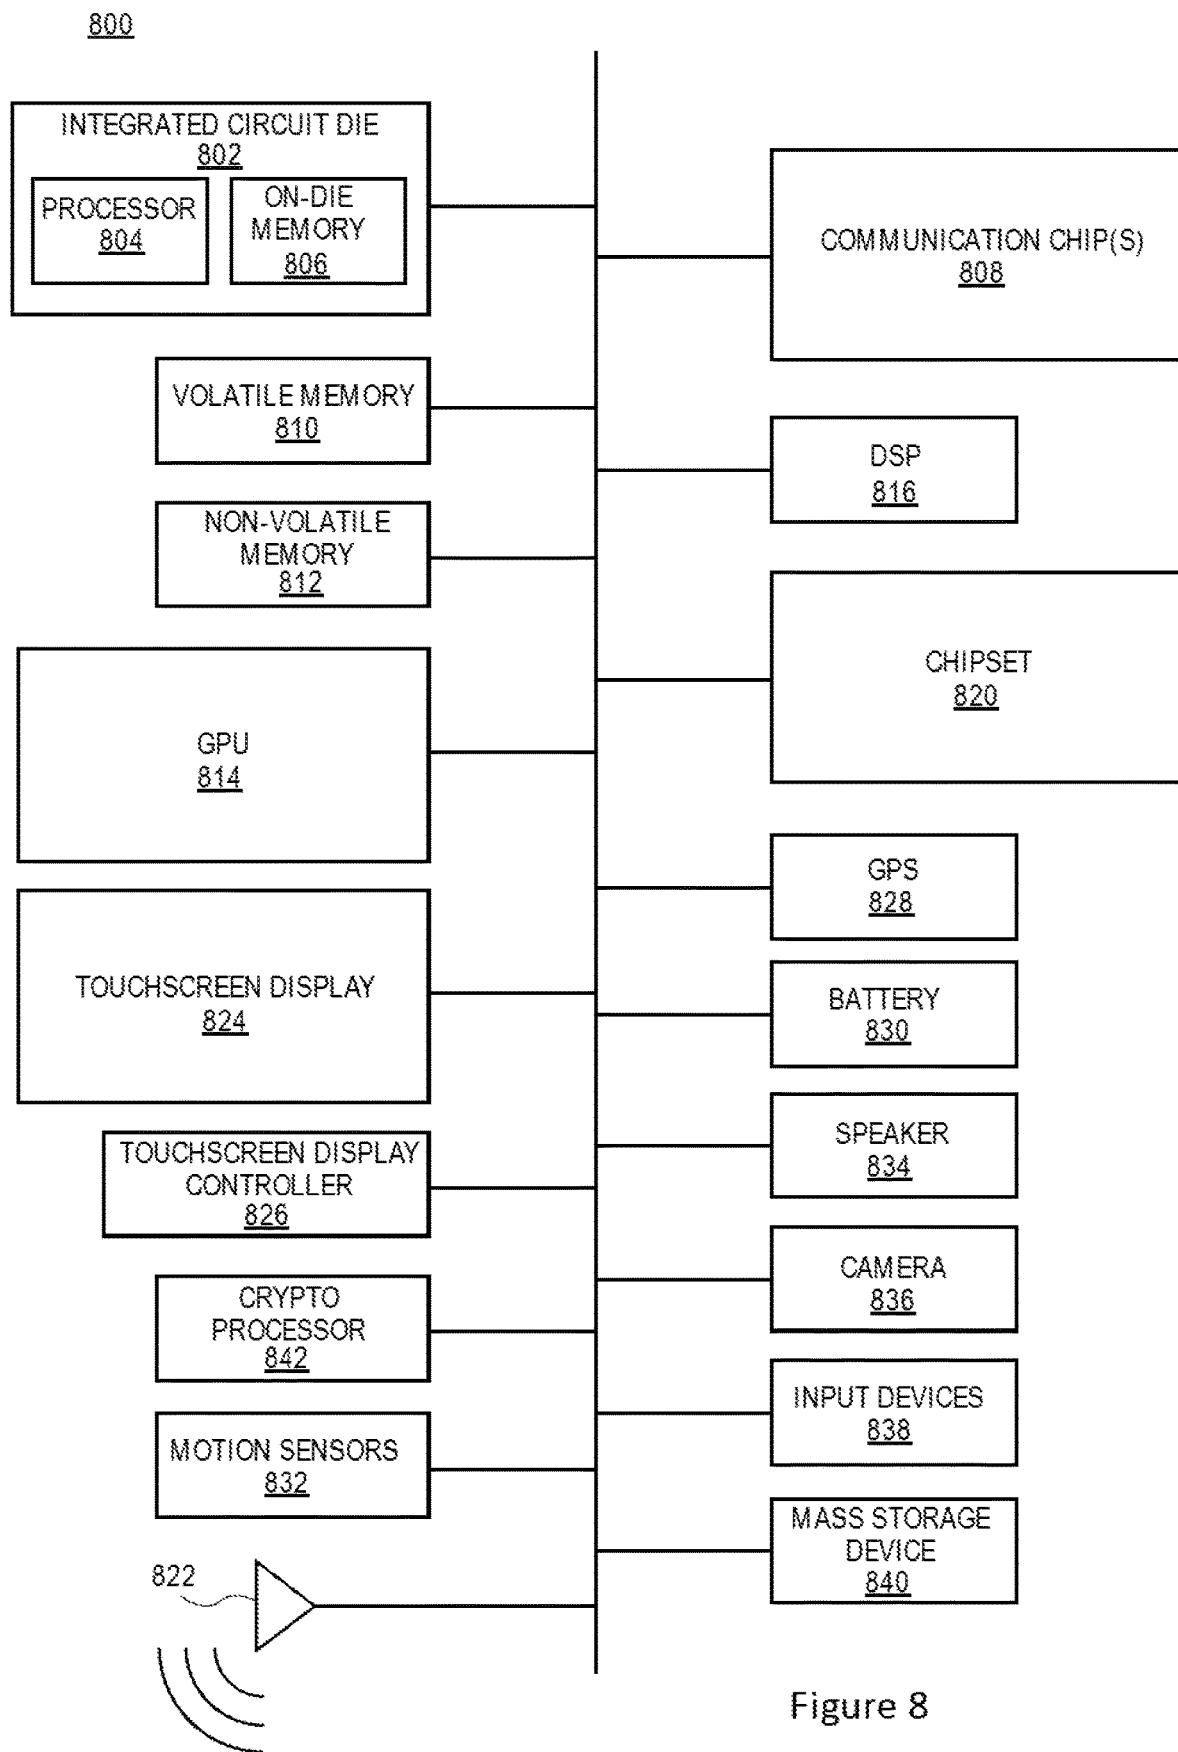 800
INTEGRATED CIRCUIT DIE
802
PROCESSOR
804
ON-DIE
MEMORY
806
COMMUNICATION CHIP(S)
808
VOLATILE MEMORY
810
DSP
816
NON-VOLATILE
MEMORY
812
CHIPSET
820
GPU
814
GPS
828
TOUCHSCREEN DISPLAY
824
BATTERY
830
SPEAKER
834
TOUCHSCREEN DISPLAY
CONTROLLER
826
CAMERA
836
CRYPTO
PROCESSOR
842
INPUT DEVICES
838
MOTION SENSORS
832
MASS STORAGE
DEVICE
840
822
Figure 8